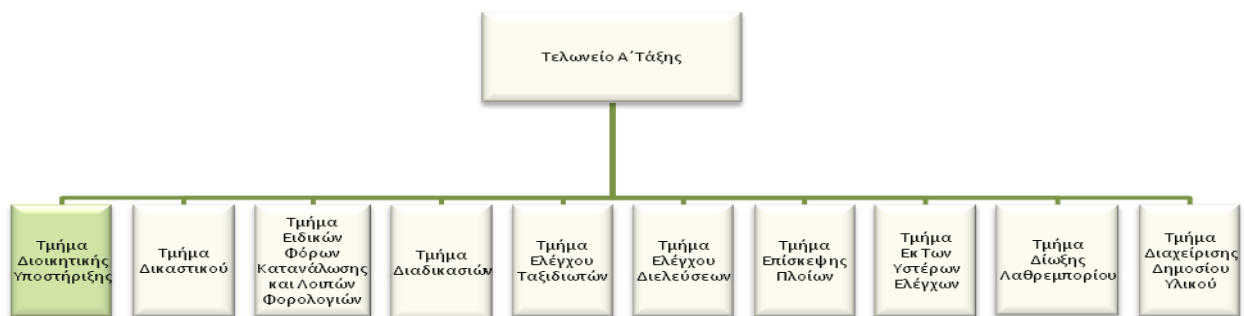 Τελωνείο Α΄Τάξης
Τμήμα
Διοικητικής
Υποστήριξης
Τμήμα
Δικαστικού
Τμήμα
Ειδικών
Φόρων
Κατανάλωσης
και Λοιπών
Φορολογιών
Τμήμα
Διαδικασιών
Τμήμα
Ελέγχου
Ταξιδιωτών
Τμήμα
Ελέγχου
Διελεύσεων
Τμήμα
Επίσκεψης
Πλοίων
Τμήμα
Εκ Των
Υστέρων
Ελέγχων
Τμήμα
Δίωξης
Λαθρεμπορίου
Τμήμα
Διαχείρισης
Δημοσίου
Υλικού